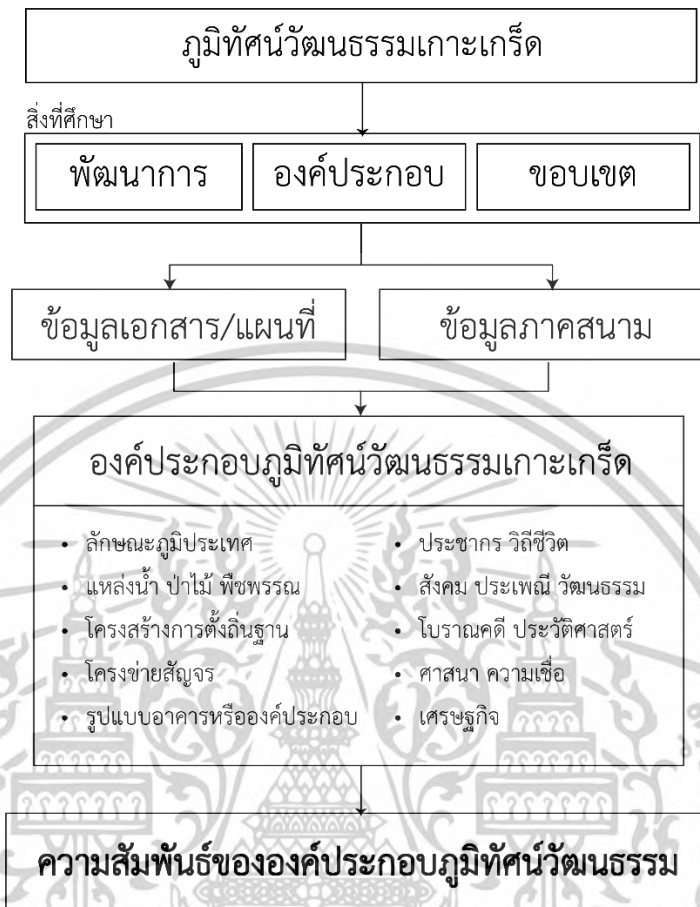 ภูมิทัศน์วัฒนธรรมเกาะเกร็ด
สิ่งที่ศึกษา
พัฒนาการ
องค์ประกอบ
ขอบเขต
ข้อมูลเอกสาร/แผนที่
ข้อมูลภาคสนาม
องค์ประกอบภูมิทัศน์วัฒนธรรมเกาะเกร็ด
• ลักษณะภูมิประเทศ
• แหล่งน้ำ ป่าไม้ พืชพรรณ
• โครงสร้างการตั้งถิ่นฐาน
• โครงข่ายสัญจร
• รูปแบบอาคารหรือองค์ประกอบ
• ประชากร วิถีชีวิต
• สังคม ประเพณี วัฒนธรรม
• โบราณคดี ประวัติศาสตร์
• ศาสนา ความเชื่อ
• เศรษฐกิจ
ความสัมพันธ์ขององค์ประกอบภูมิทัศน์วัฒนธรรม